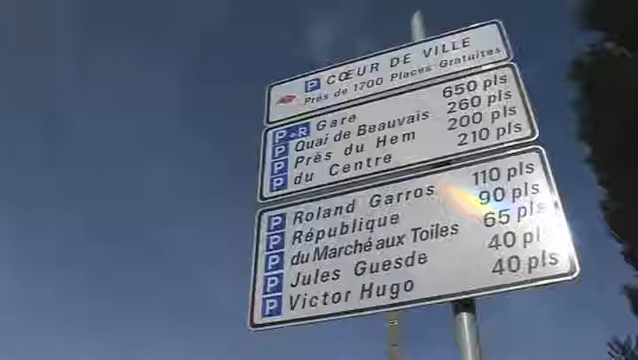 P CŒUR DE VILLE
Près de 1700 Places Gratuites
P+R Gare 650 pls
P Quai de Beauvais 260 pls
P Près du Hem 200 pls
P du Centre 210 pls
P Roland Garros 110 pls
P République 90 pls
P du Marché aux Toiles 65 pls
P Jules Guesde 40 pls
P Victor Hugo 40 pls